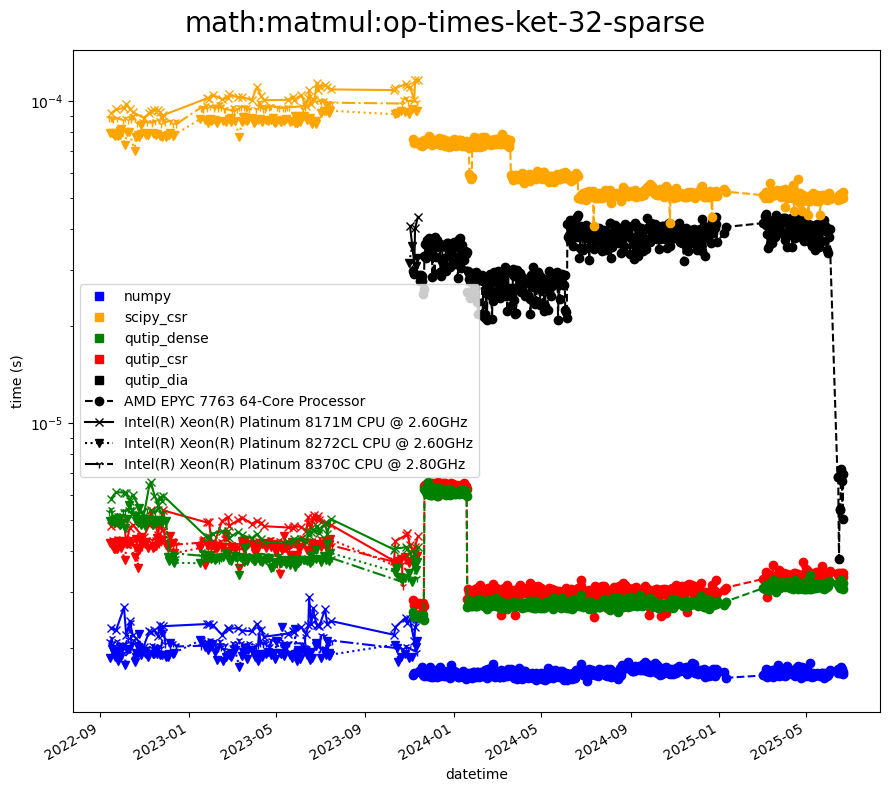 math:matmul:op-times-ket-32-sparse
10⁻⁴
10⁻⁵
time (s)
numpy
scipy_csr
qutip_dense
qutip_csr
qutip_dia
AMD EPYC 7763 64-Core Processor
Intel(R) Xeon(R) Platinum 8171M CPU @ 2.60GHz
Intel(R) Xeon(R) Platinum 8272CL CPU @ 2.60GHz
Intel(R) Xeon(R) Platinum 8370C CPU @ 2.80GHz
2022-09
2023-01
2023-05
2023-09
2024-01
2024-05
2024-09
2025-01
2025-05
datetime